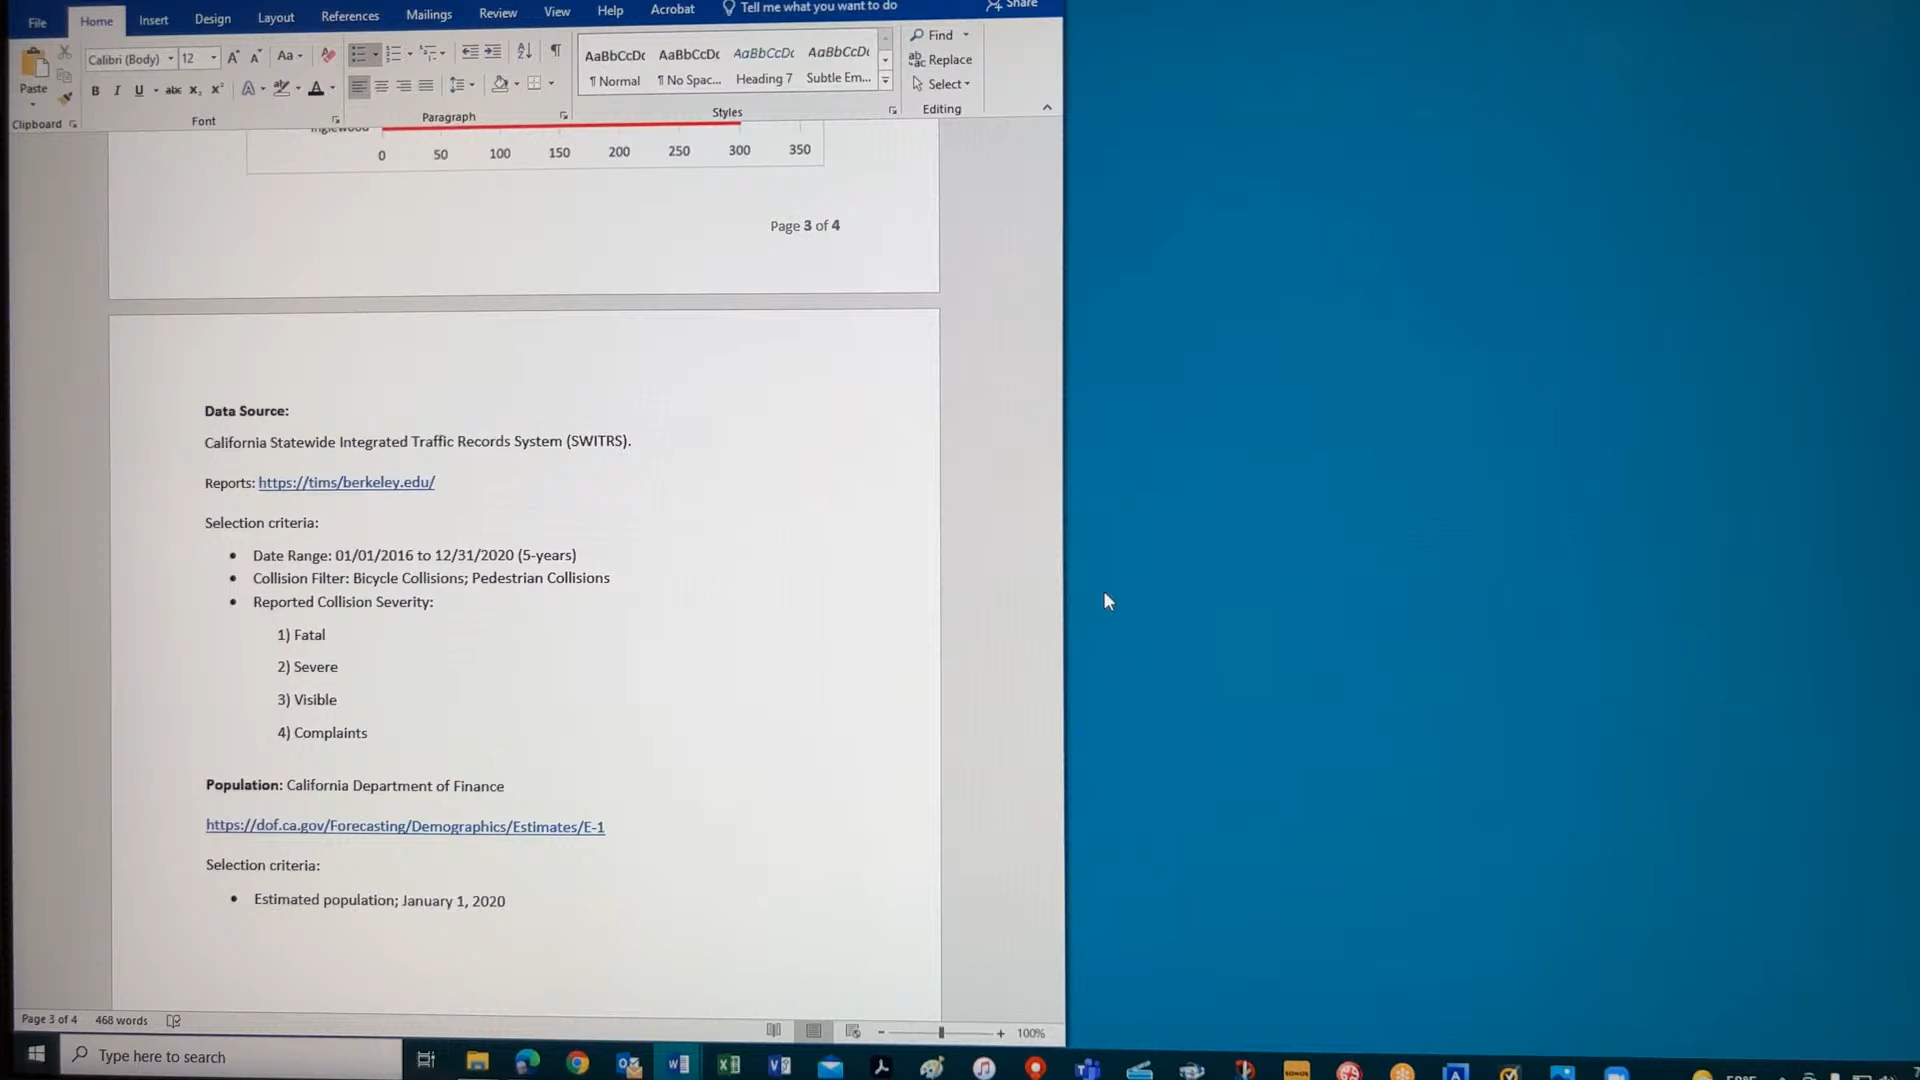 File Home Insert Design Layout References Mailings Review View Help Acrobat Tell me what you want to do Share
Paste
Clipboard
Calibri (Body) 12
Font
Paragraph
AaBbCcDc AaBbCcDc AaBbCcDc AaBbCcDt
¶ Normal ¶ No Spac... Heading 7 Subtle Em...
Styles
Find
Replace
Select
Editing
Inglewood
0 50 100 150 200 250 300 350
Page 3 of 4
Data Source:
California Statewide Integrated Traffic Records System (SWITRS).
Reports: https://tims/berkeley.edu/
Selection criteria:
• Date Range: 01/01/2016 to 12/31/2020 (5-years)
• Collision Filter: Bicycle Collisions; Pedestrian Collisions
• Reported Collision Severity:
1) Fatal
2) Severe
3) Visible
4) Complaints
Population: California Department of Finance
https://dof.ca.gov/Forecasting/Demographics/Estimates/E-1
Selection criteria:
• Estimated population; January 1, 2020
Page 3 of 4 468 words
100%
Type here to search
SONOS